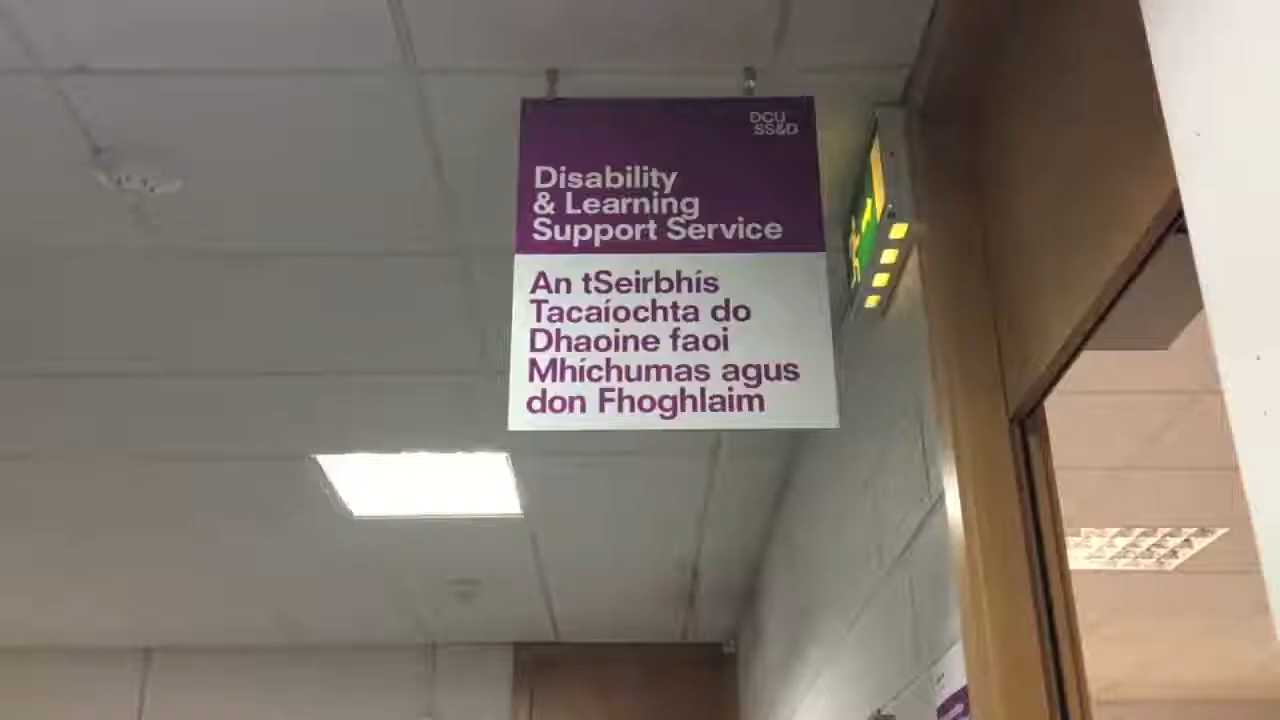 DCU
SS&D
Disability
& Learning
Support Service
An tSeirbhís
Tacaíochta do
Dhaoine faoi
Mhíchumas agus
don Fhoghlaim